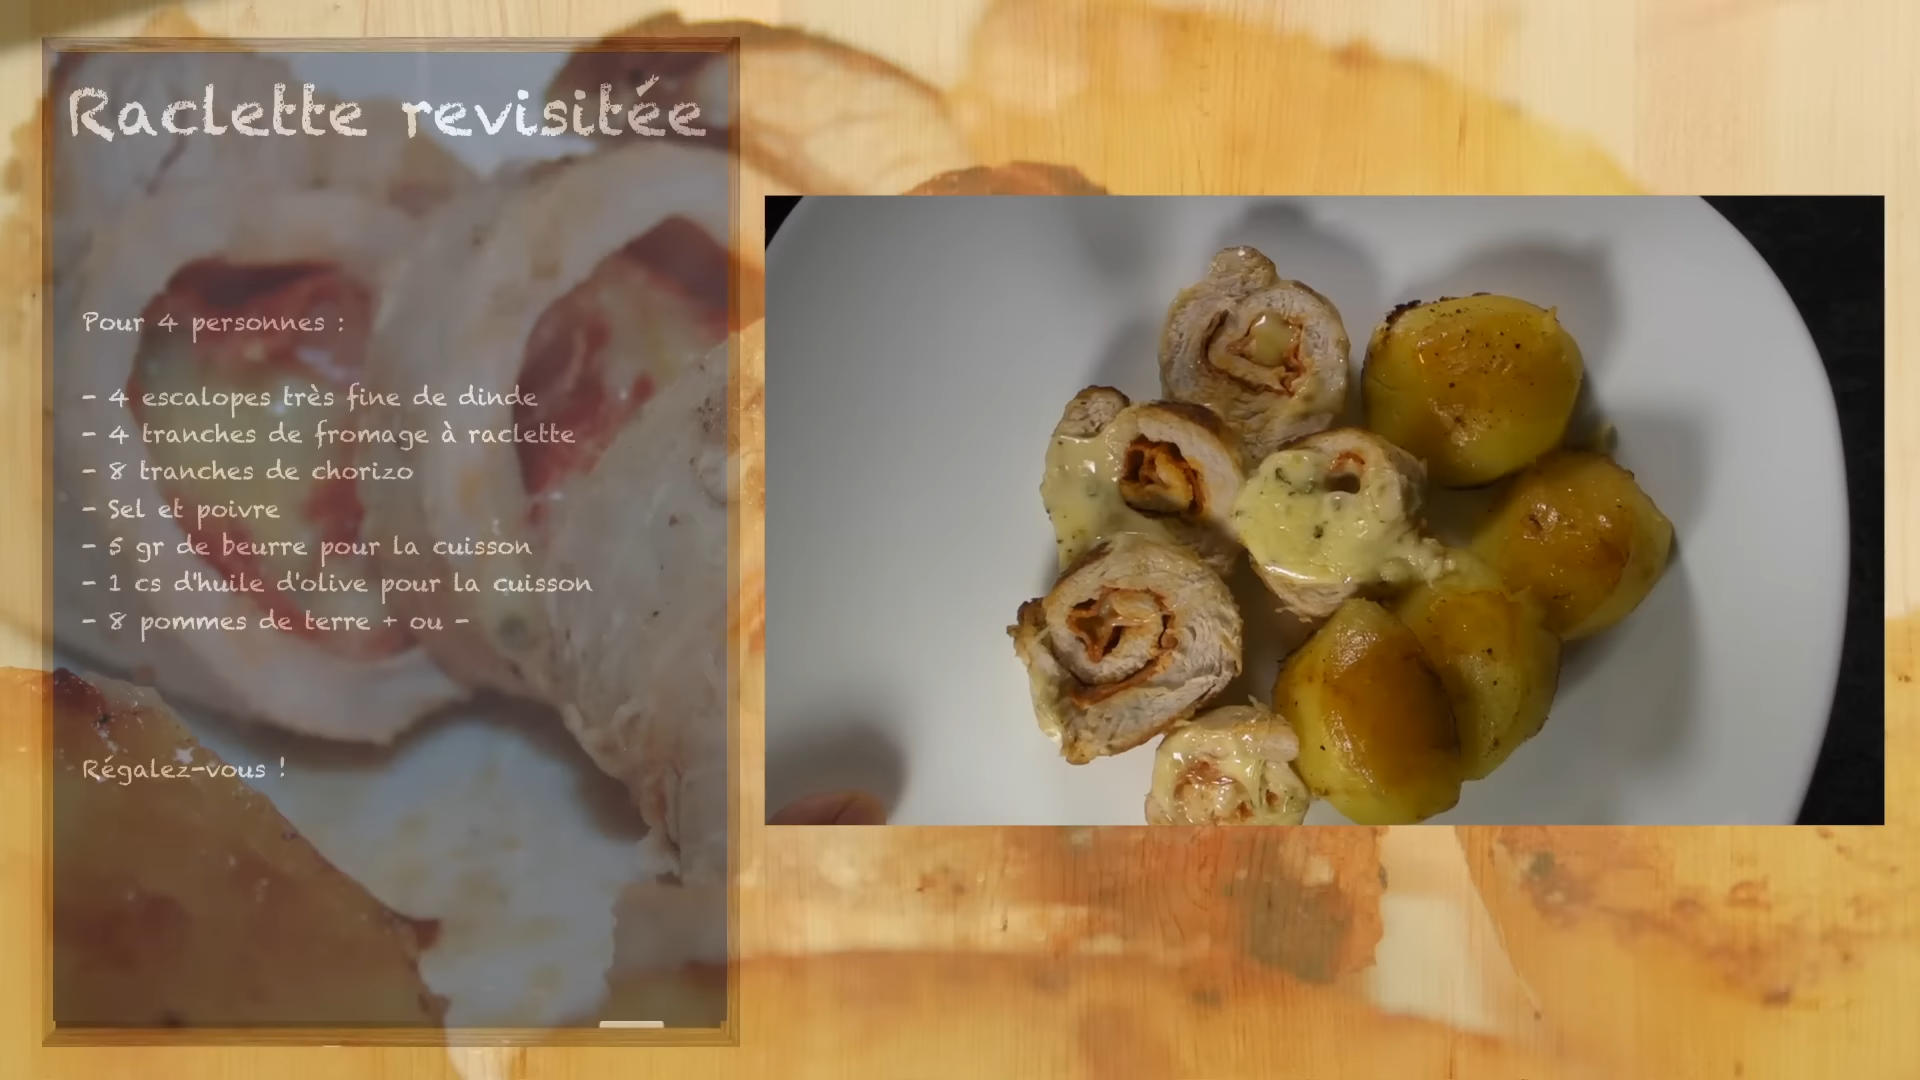 Raclette revisitée
Pour 4 personnes :
- 4 escalopes très fine de dinde
- 4 tranches de fromage à raclette
- 8 tranches de chorizo
- Sel et poivre
- 5 gr de beurre pour la cuisson
- 1 cs d'huile d'olive pour la cuisson
- 8 pommes de terre + ou -
Régalez-vous !